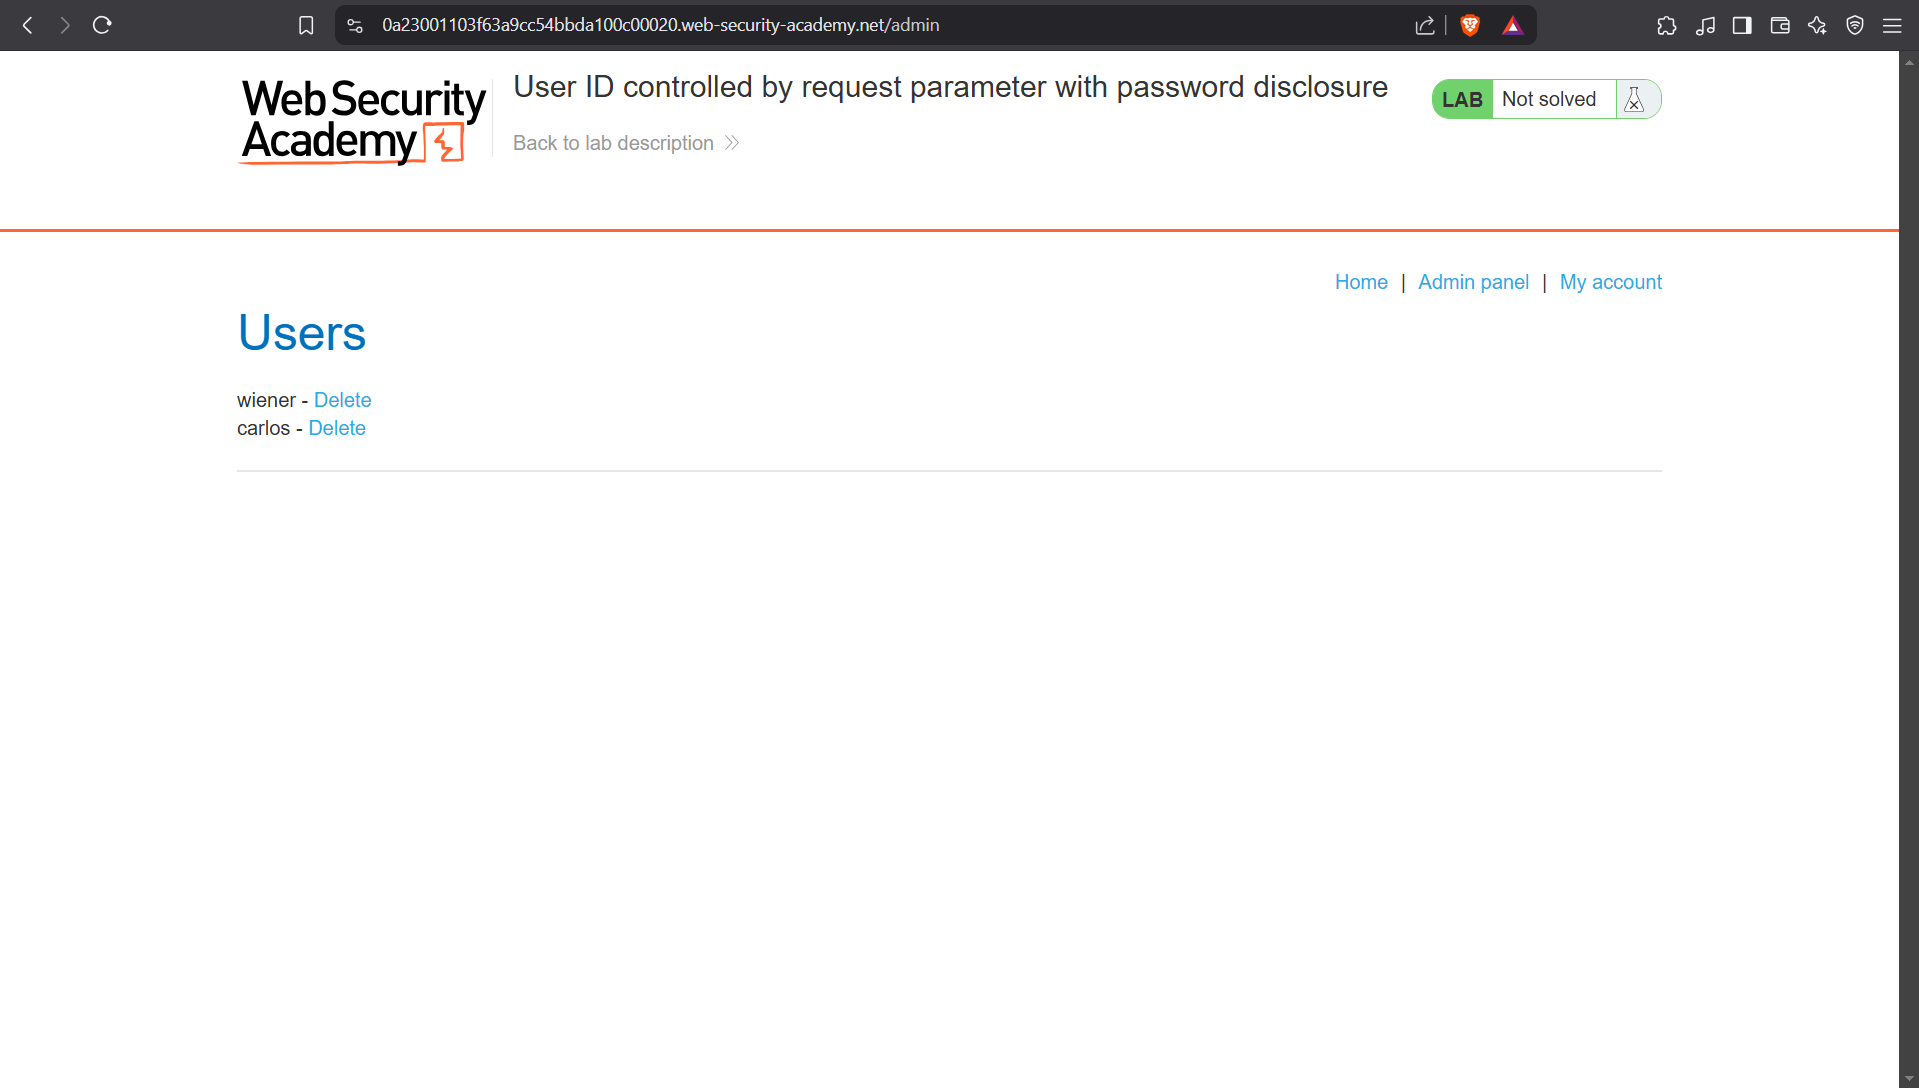 0a23001103f63a9cc54bbda100c00020.web-security-academy.net/admin
Web Security
Academy
User ID controlled by request parameter with password disclosure
Back to lab description
LAB Not solved
Home | Admin panel | My account
Users
wiener - Delete
carlos - Delete